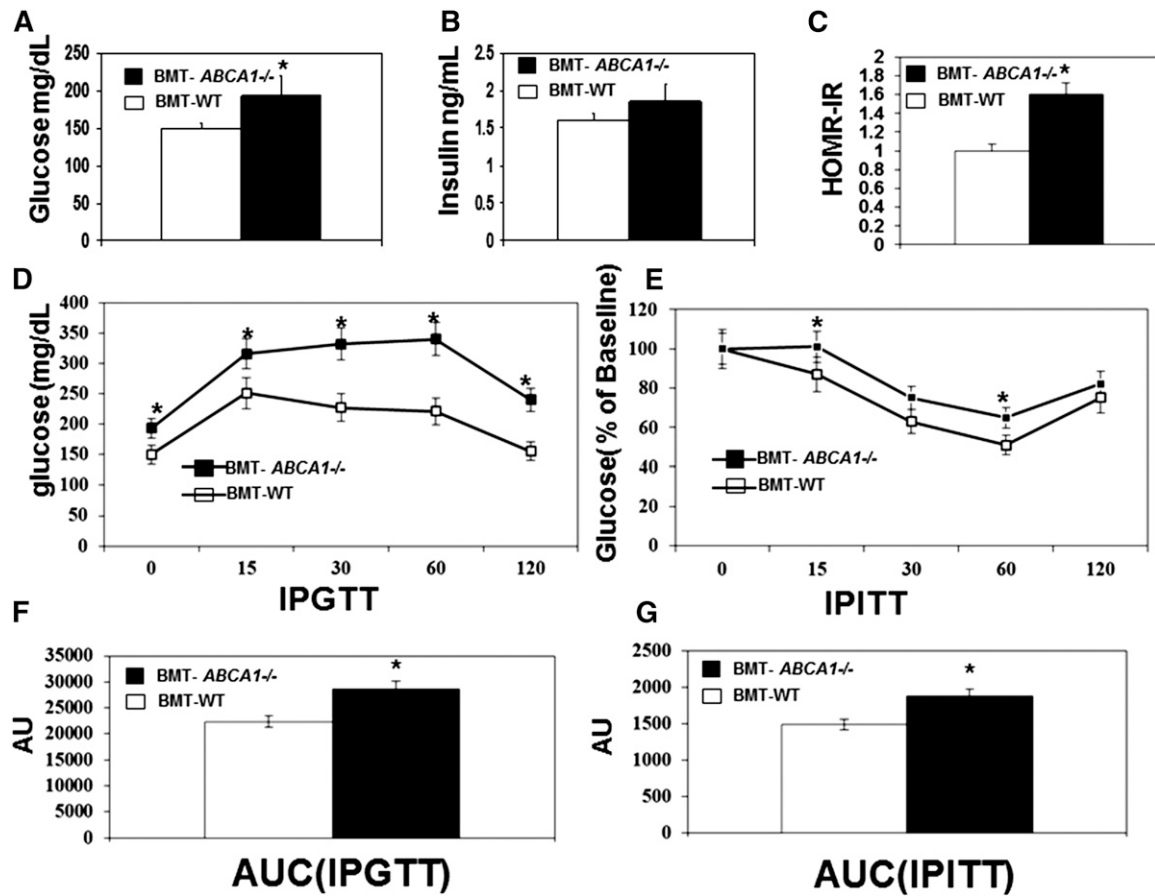 A
Glucose mg/dL
250
200
150
100
50
0
BMT- ABCA1-/-
BMT-WT
*
B
Insulin ng/mL
2.5
2
1.5
1
0.5
0
BMT- ABCA1-/-
BMT-WT
C
HOMR-IR
2
1.8
1.6
1.4
1.2
1
0.8
0.6
0.4
0.2
0
BMT- ABCA1-/-
BMT-WT
*
D
glucose (mg/dL)
400
350
300
250
200
150
100
50
0
* * * * *
BMT- ABCA1-/-
BMT-WT
0 15 30 60 120
IPGTT
E
Glucose( % of Baseline)
120
100
80
60
40
20
0
* *
BMT- ABCA1-/-
BMT-WT
0 15 30 60 120
IPITT
F
AU
35000
30000
25000
20000
15000
10000
5000
0
BMT- ABCA1-/-
BMT-WT
*
AUC(IPGTT)
G
AU
2500
2000
1500
1000
500
0
BMT- ABCA1-/-
BMT-WT
*
AUC(IPITT)